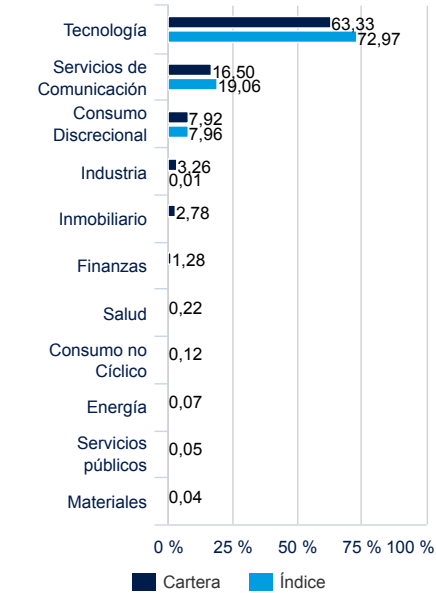 Tecnología
63,33
72,97
Servicios de
Comunicación
16,50
19,06
Consumo
Discrecional
7,92
7,96
Industria
3,26
0,01
Inmobiliario
2,78
Finanzas
1,28
Salud
0,22
Consumo no
Cíclico
0,12
Energía
0,07
Servicios
públicos
0,05
Materiales
0,04
0 % 25 % 50 % 75 % 100 %
Cartera Índice